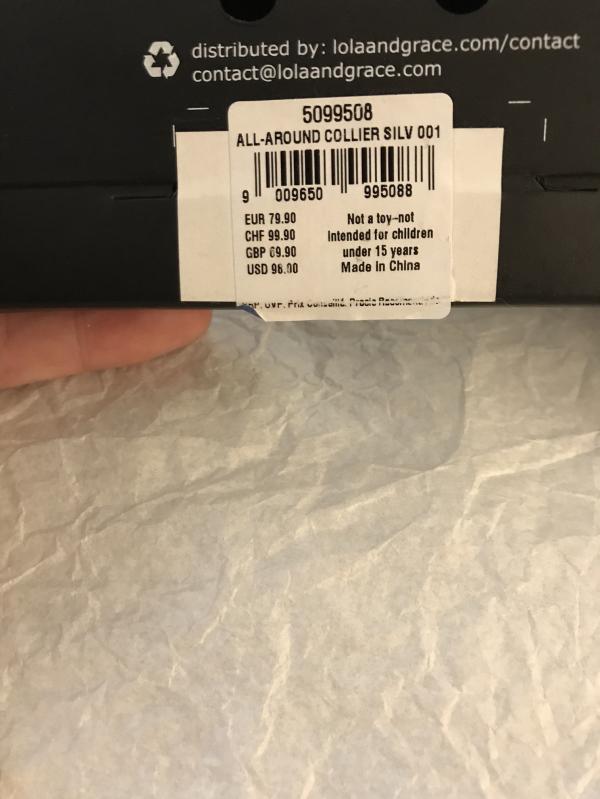 distributed by: lolaandgrace.com/contact
contact@lolaandgrace.com
5099508
ALL-AROUND COLLIER SILV 001
9 009650 995088
EUR 79.90
CHF 99.90
GBP 69.90
USD 98.00
Not a toy-not
intended for children
under 15 years
Made in China
UVP. Prix